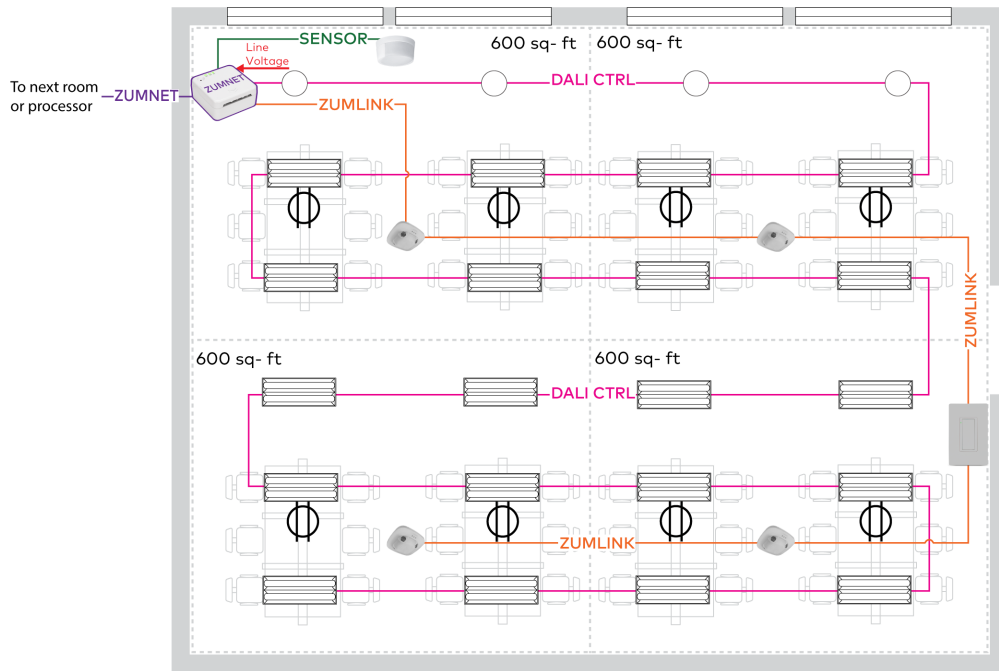 SENSOR
600 sq- ft
600 sq- ft
Line
Voltage
ZUMNET
To next room
or processor
ZUMNET
DALI CTRL
ZUMLINK
ZUMLINK
600 sq- ft
600 sq- ft
DALI CTRL
ZUMLINK